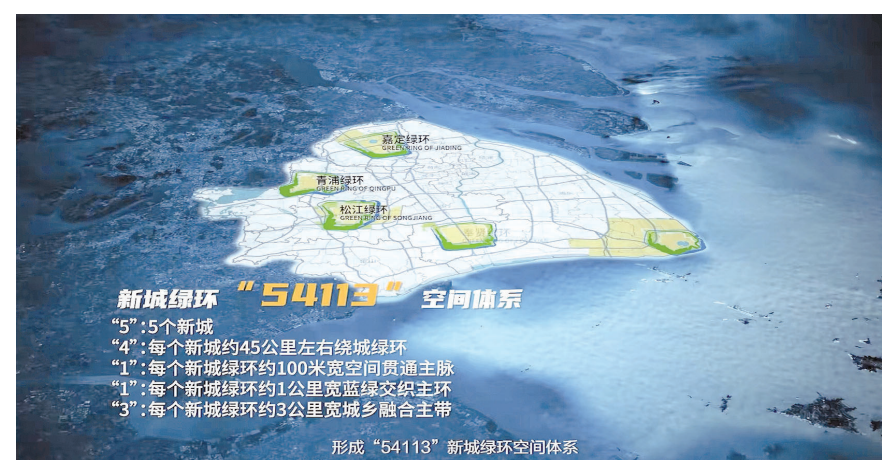 嘉定绿环
GREEN RING OF JIADING
青浦绿环
GREEN RING OF QINGPU
松江绿环
GREEN RING OF SONGJIANG
新城绿环“54113”空间体系
“5”:5个新城
“4”:每个新城约45公里左右绕城绿环
“1”:每个新城绿环约100米宽空间贯通主脉
“1”:每个新城绿环约1公里宽蓝绿交织主环
“3”:每个新城绿环约3公里宽城乡融合主带
形成“54113”新城绿环空间体系